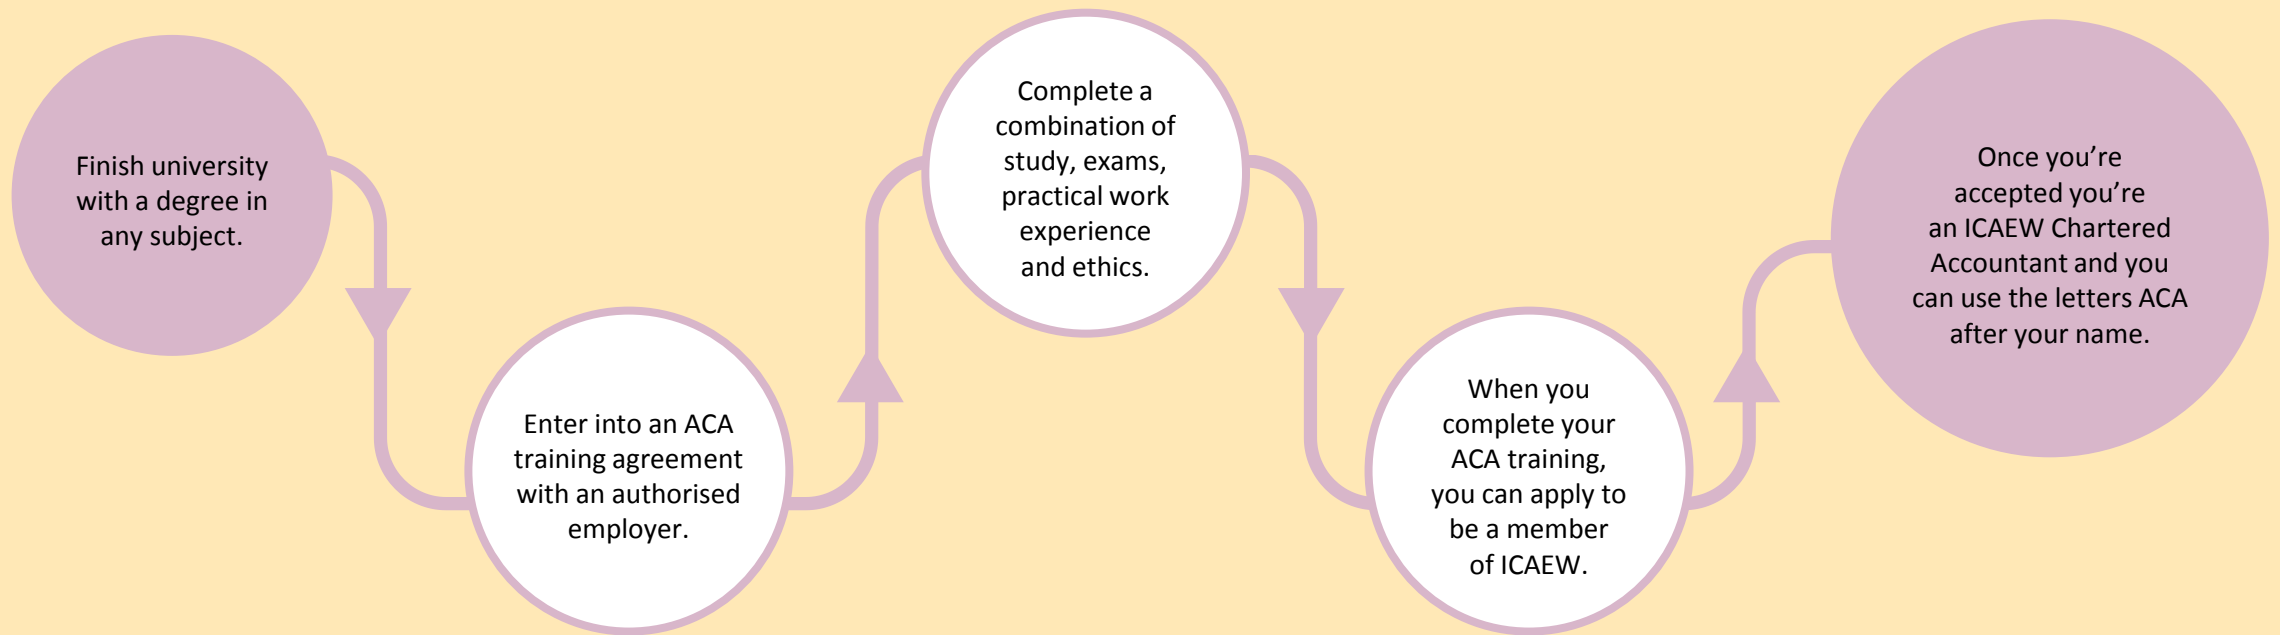 Finish university
with a degree in
any subject.
Enter into an ACA
training agreement
with an authorised
employer.
Complete a
combination of
study, exams,
practical work
experience
and ethics.
When you
complete your
ACA training,
you can apply to
be a member
of ICAEW.
Once you’re
accepted you’re
an ICAEW Chartered
Accountant and you
can use the letters ACA
after your name.